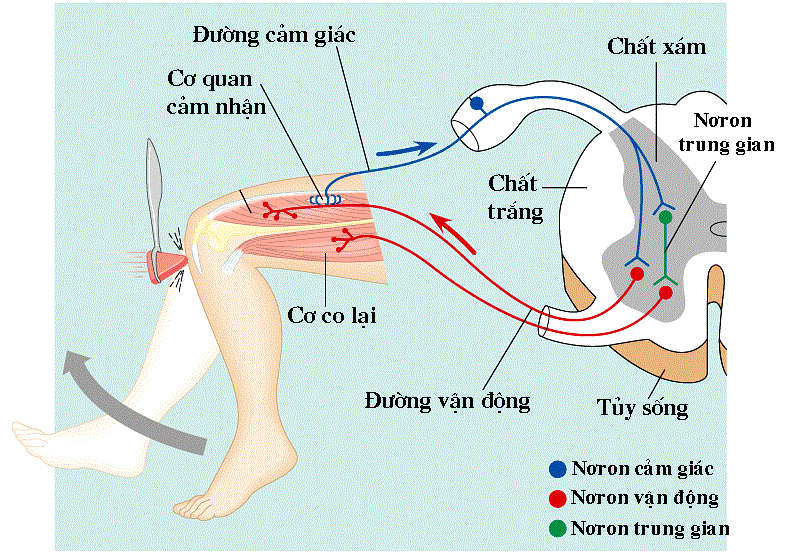 Đường cảm giác
Cơ quan
cảm nhận
Chất xám
Nơron
trung gian
Chất
trắng
Cơ co lại
Đường vận động
Tủy sống
Nơron cảm giác
Nơron vận động
Nơron trung gian